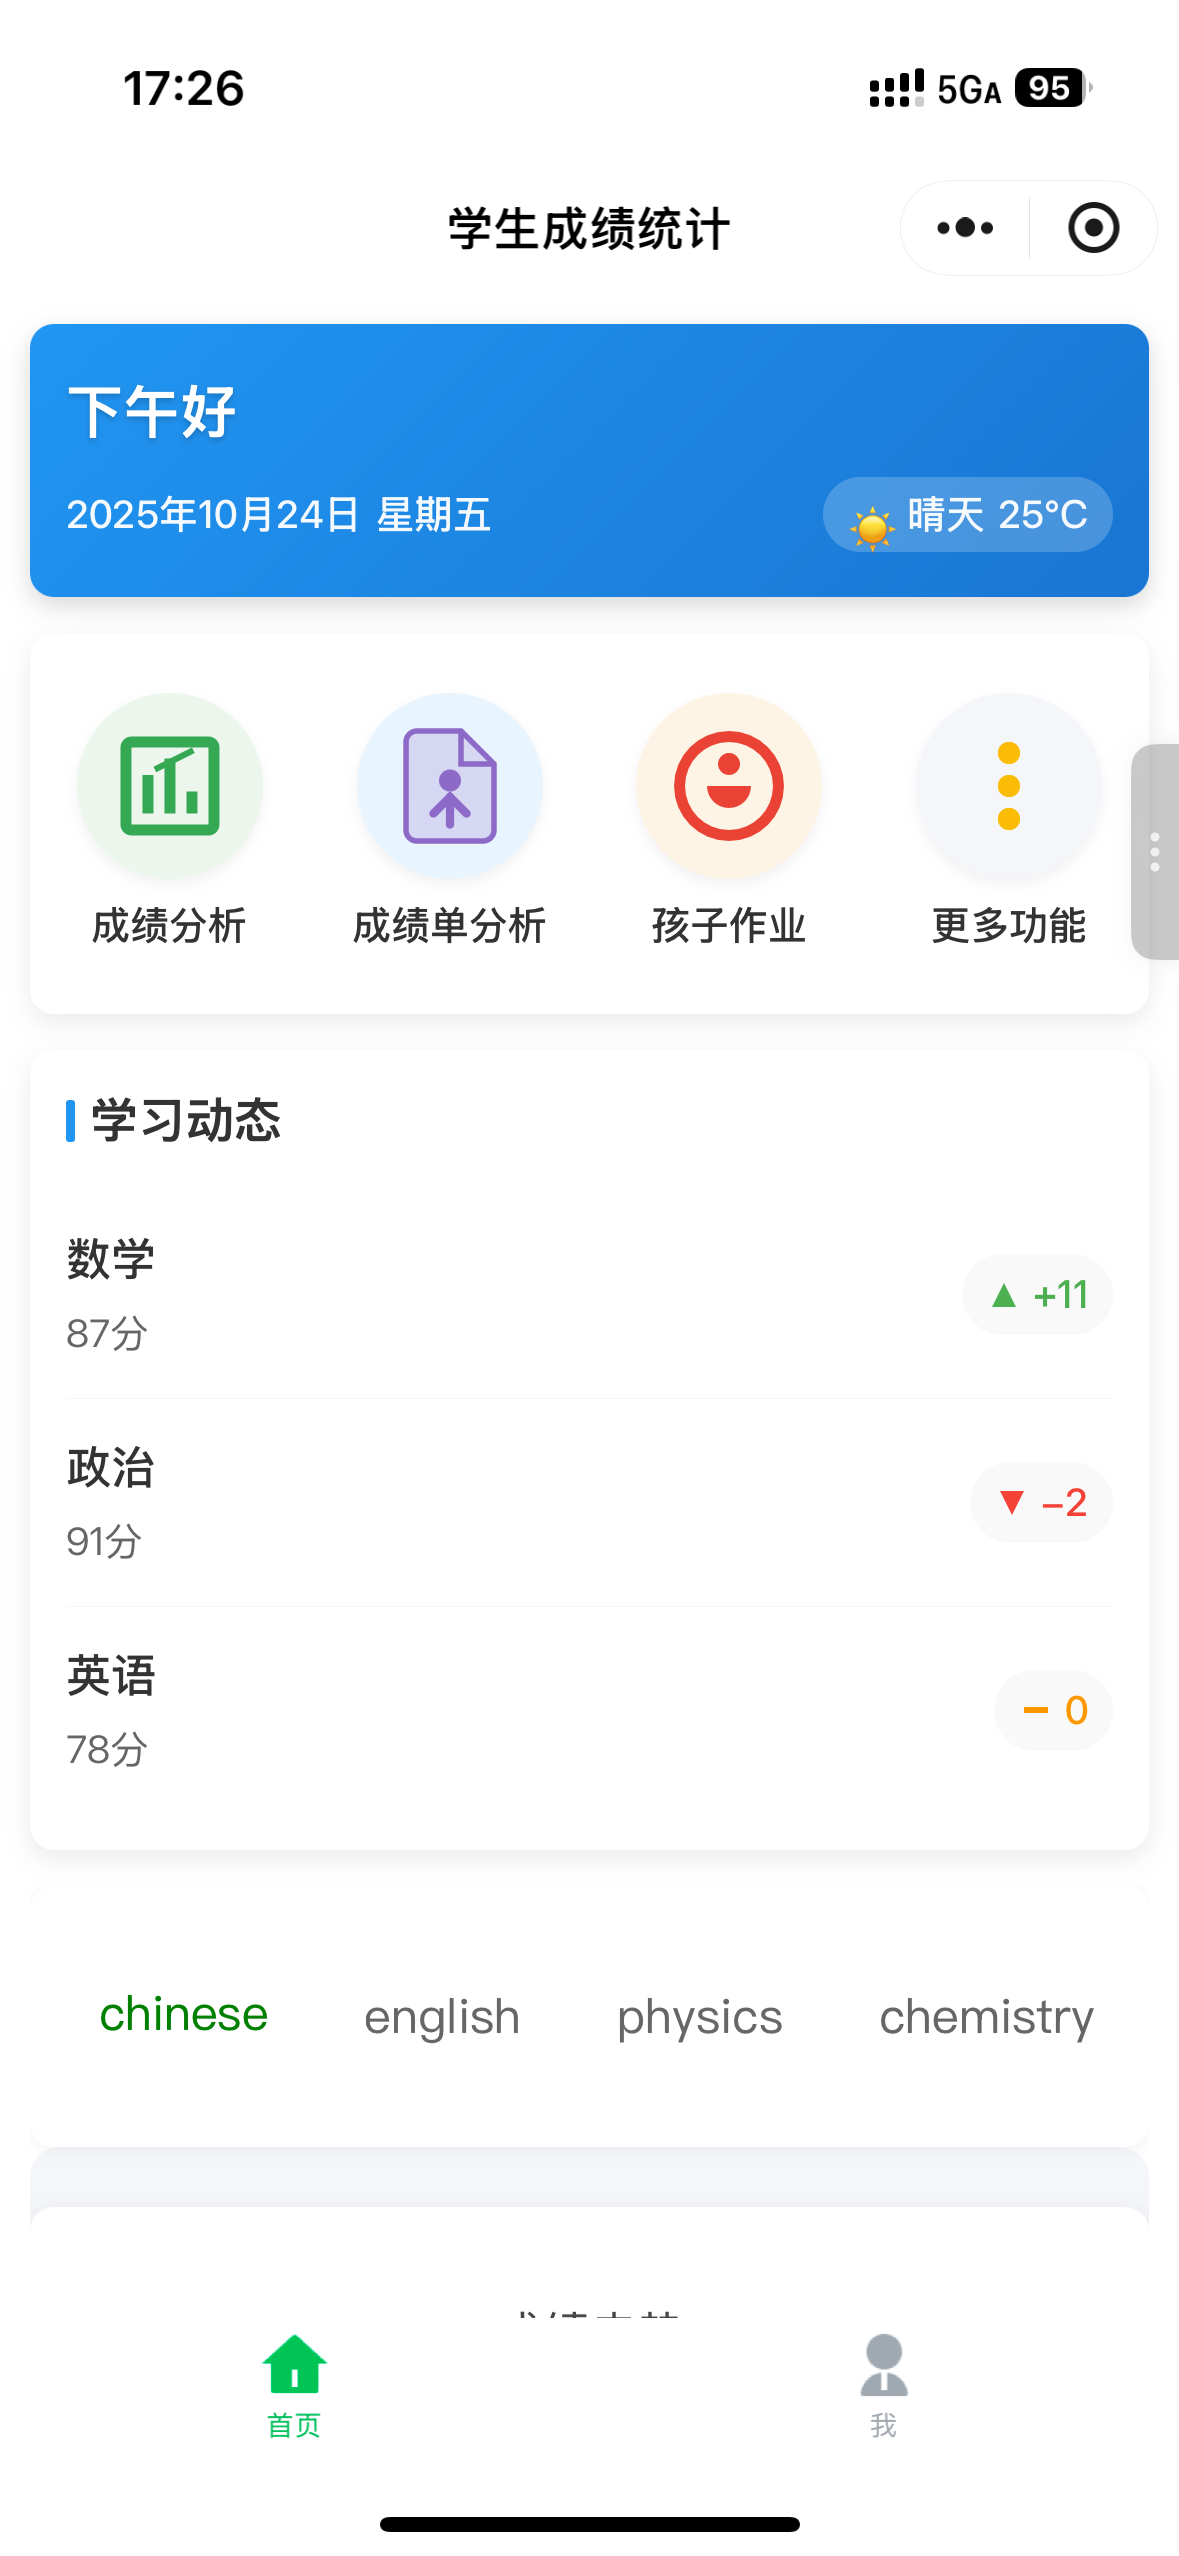 17:26
5GA 95
学生成绩统计
下午好
2025年10月24日 星期五
晴天 25°C
成绩分析
成绩单分析
孩子作业
更多功能
学习动态
数学
87分
▲ +11
政治
91分
▼ −2
英语
78分
− 0
chinese
english
physics
chemistry
首页
我